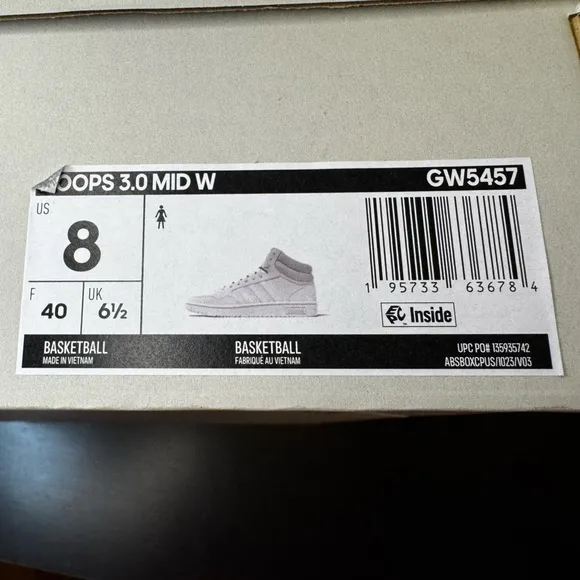 OOPS 3.0 MID W GW5457
US
8
F
40
UK
6½
1 95733 63678 4
EPC Inside
BASKETBALL
MADE IN VIETNAM
BASKETBALL
FABRIQUÉ AU VIETNAM
UPC PO# 135935742
ABSBOXCPUS/1023/V03